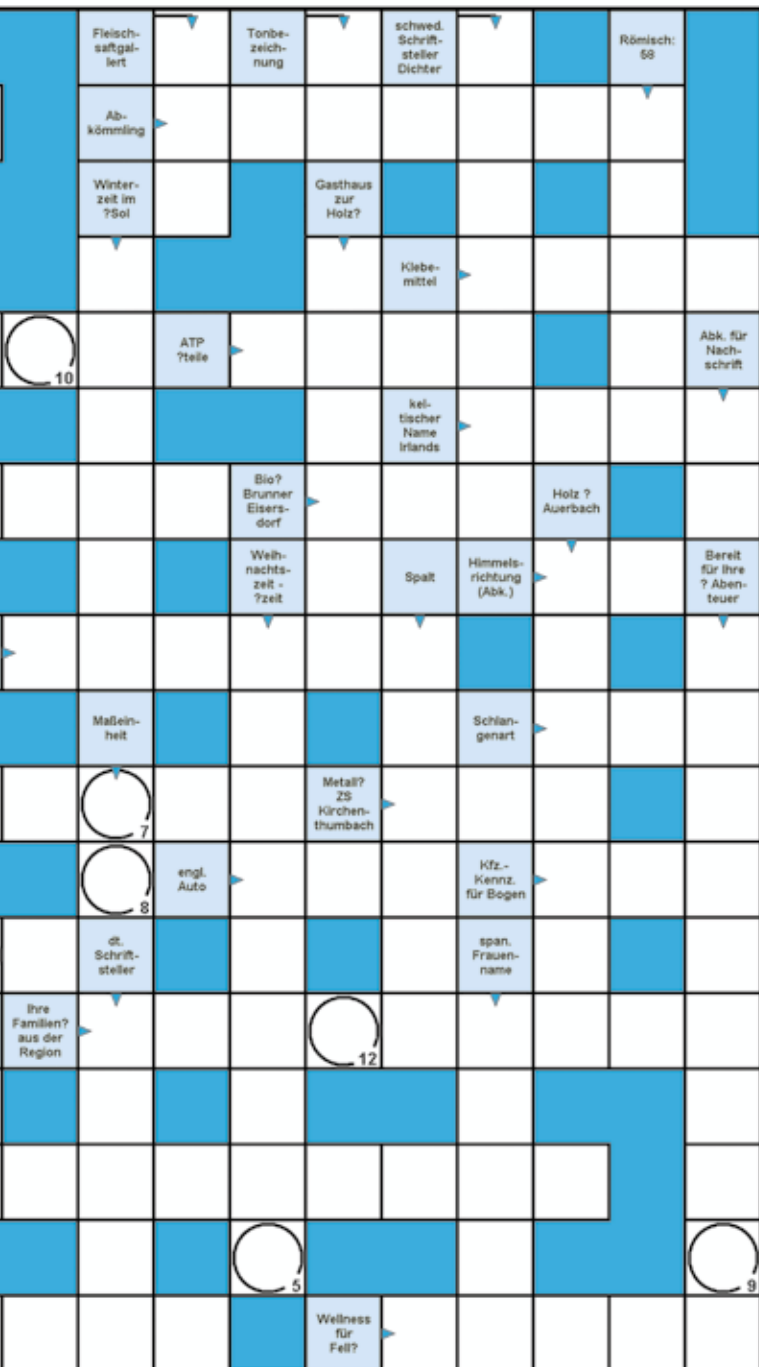 Fleisch-
saftgal-
lert
Tonbe-
zeich-
nung
schwed.
Schrift-
steller
Dichter
Römisch:
58
Ab-
kömmling
Winter-
zeit im
?Sol
Gasthaus
zur
Holz?
Klebe-
mittel
10
ATP
?teile
Abk. für
Nach-
schrift
kel-
tischer
Name
Irlands
Bio?
Brunner
Eisers-
dorf
Holz ?
Auerbach
Weih-
nachts-
zeit -
?zeit
Spalt
Himmels-
richtung
(Abk.)
Bereit
für Ihre
? Aben-
teuer
Maßein-
heit
Schlan-
genart
7
Metall?
ZS
Kirchen-
thumbach
8
engl.
Auto
Kfz.-
Kennz.
für Bogen
dt.
Schrift-
steller
span.
Frauen-
name
Ihre
Familien?
aus der
Region
12
5
9
Wellness
für
Fell?